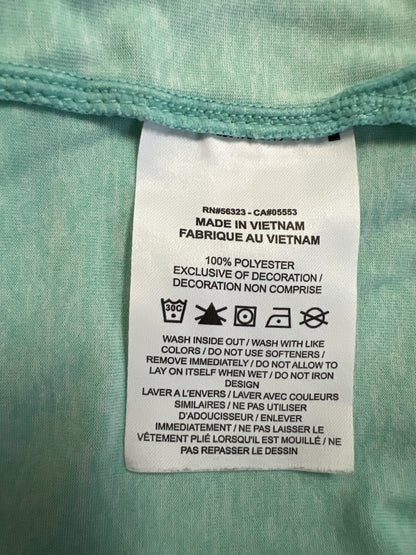 RN#56323 - CA#05553
MADE IN VIETNAM
FABRIQUE AU VIETNAM
100% POLYESTER
EXCLUSIVE OF DECORATION /
DECORATION NON COMPRISE
30C
WASH INSIDE OUT / WASH WITH LIKE
COLORS / DO NOT USE SOFTENERS /
REMOVE IMMEDIATELY / DO NOT ALLOW TO
LAY ON ITSELF WHEN WET / DO NOT IRON
DESIGN
LAVER A L'ENVERS / LAVER AVEC COULEURS
SIMILAIRES / NE PAS UTILISER
D'ADOUCISSEUR / ENLEVER
IMMEDIATEMENT / NE PAS LAISSER LE
VÊTEMENT PLIÉ LORSQU'IL EST MOUILLÉ / NE
PAS REPASSER LE DESSIN